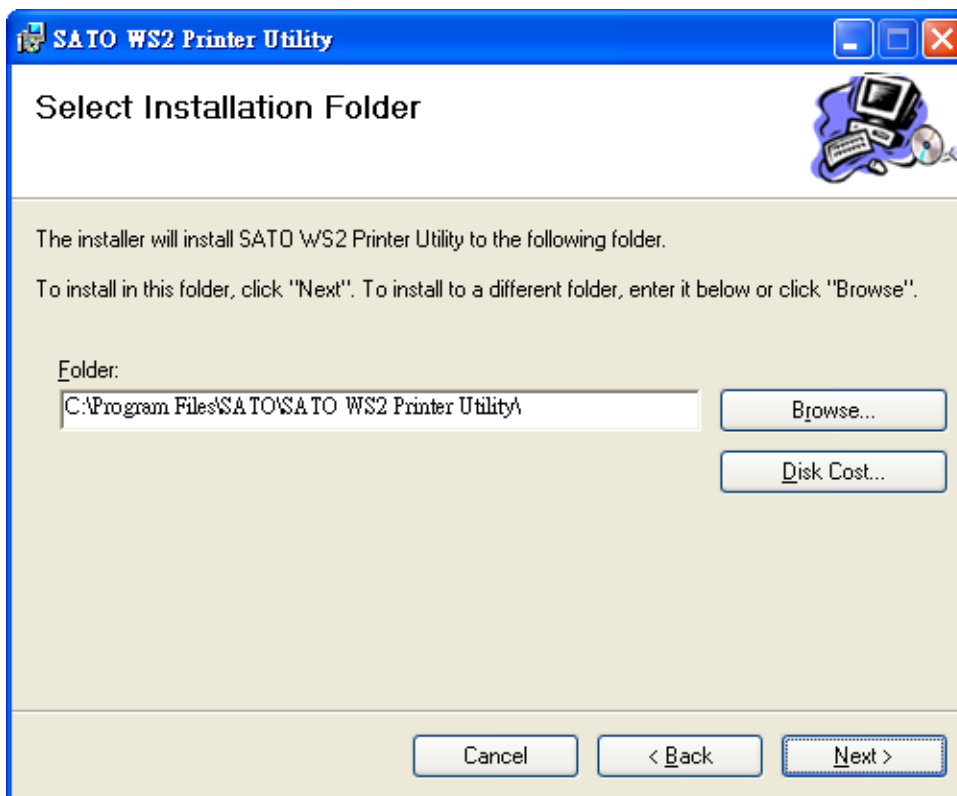 SATO WS2 Printer Utility
Select Installation Folder
The installer will install SATO WS2 Printer Utility to the following folder.
To install in this folder, click "Next". To install to a different folder, enter it below or click "Browse".
Folder:
C:\Program Files\SATO\SATO WS2 Printer Utility\
Browse...
Disk Cost...
Cancel
< Back
Next >